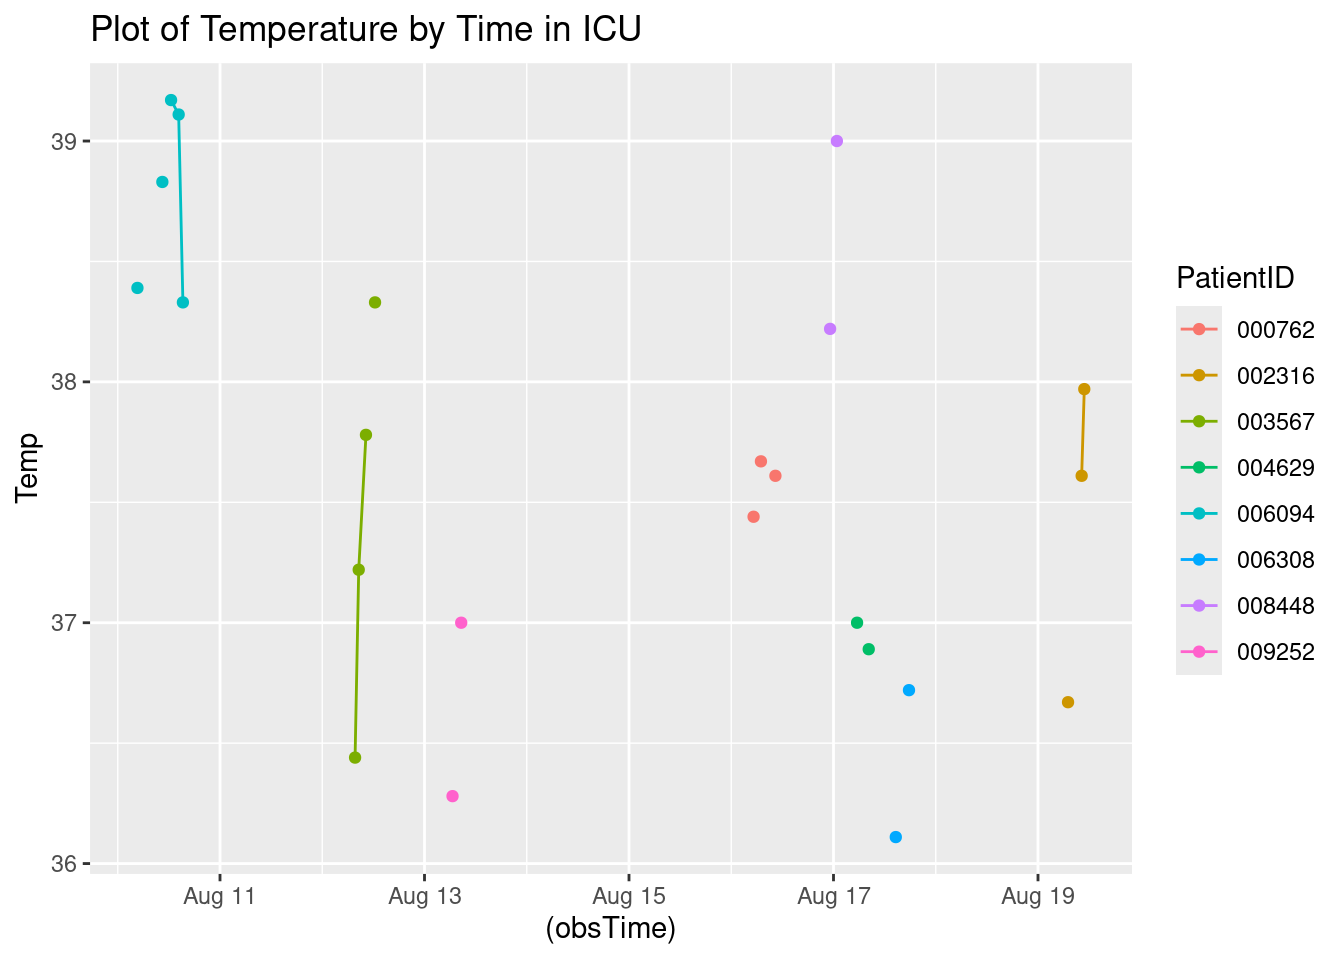 Plot of Temperature by Time in ICU
39
38
37
36
Temp
Aug 11
Aug 13
Aug 15
Aug 17
Aug 19
(obsTime)
PatientID
000762
002316
003567
004629
006094
006308
008448
009252